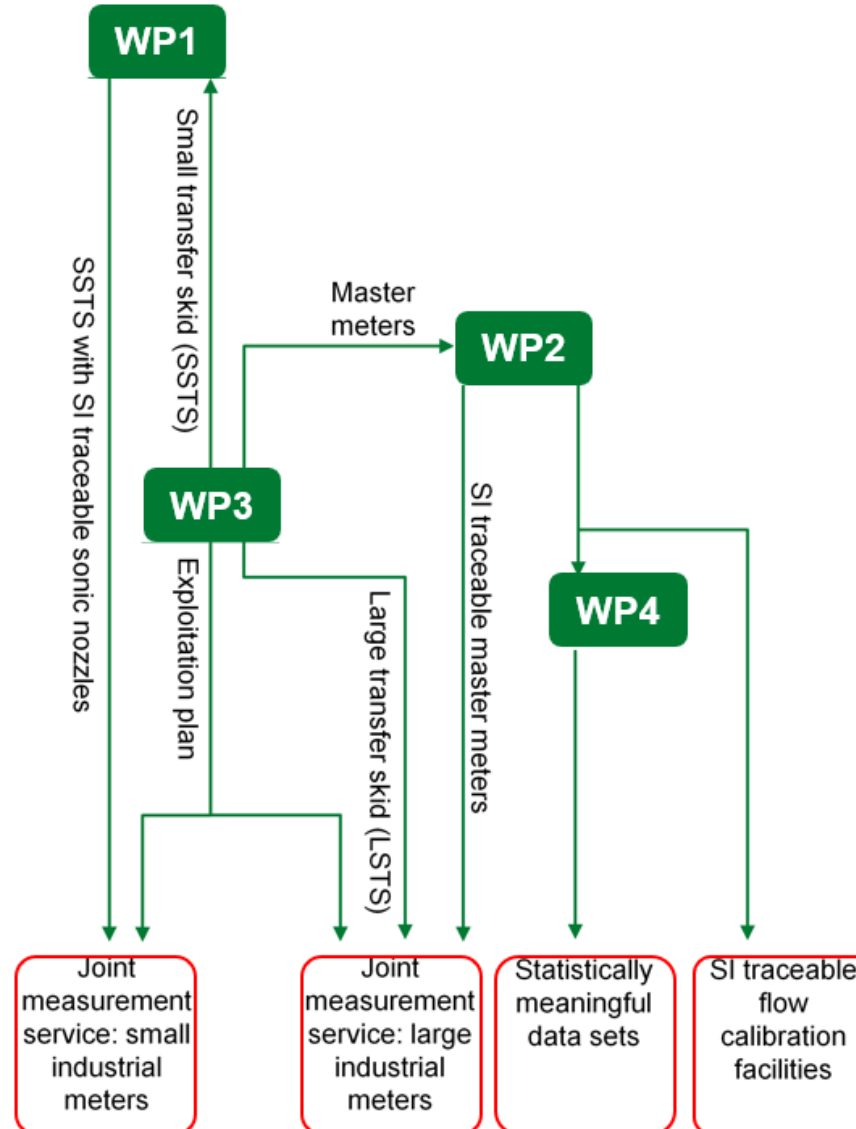 WP1
Small transfer skid (SSTS)
SSTS with SI traceable sonic nozzles
Master
meters
WP2
WP3
SI traceable master meters
Exploitation plan
Large transfer skid (LSTS)
WP4
Joint
measurement
service: small
industrial
meters
Joint
measurement
service: large
industrial
meters
Statistically
meaningful
data sets
SI traceable
flow
calibration
facilities